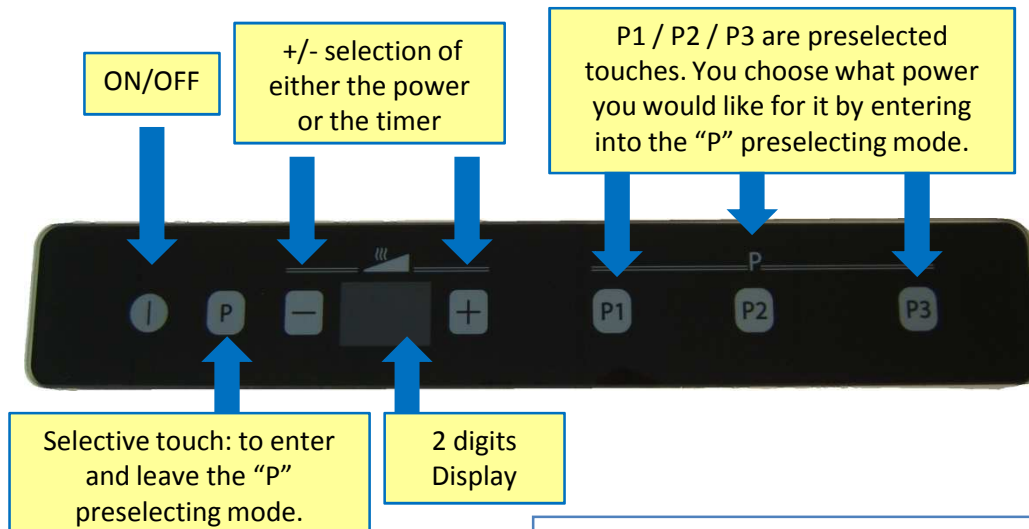 ON/OFF
+/- selection of
either the power
or the timer
P1 / P2 / P3 are preselected
touches. You choose what power
you would like for it by entering
into the “P” preselecting mode.
P
P
P1
P2
P3
Selective touch: to enter
and leave the “P”
preselecting mode.
2 digits
Display